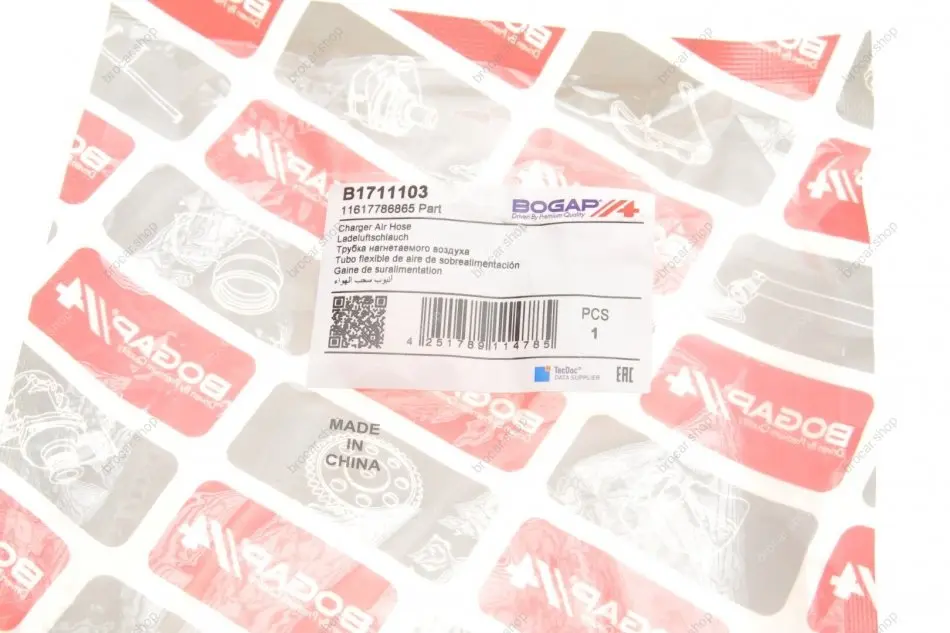 B1711103
11617786865 Part
BOGAP
Driven By Premium Quality
Charger Air Hose
Ladeluftschlauch
Трубка нагнетаемого воздуха
Tubo flexible de aire de sobrealimentación
Gaine de suralimentation
أنبوب سحب الهواء
PCS
1
4 251789 114785
TecDoc
DATA SUPPLIER
EAC
MADE
IN
CHINA
BOGAP
BOGAP
BOGAP
BOGAP
BOGAP
brocar.shop